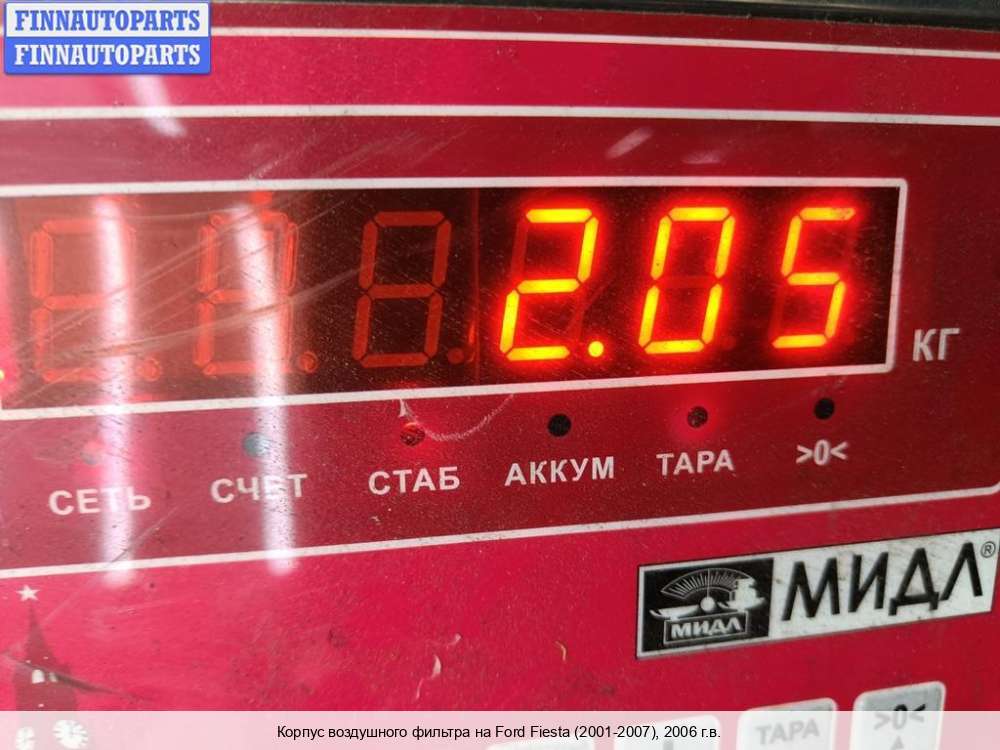 FINNAUTOPARTS
FINNAUTOPARTS
2.05
КГ
СЕТЬ СЧЕТ СТАБ АККУМ ТАРА >0<
МИДЛ МИДЛ®
ТАРА >0<
Корпус воздушного фильтра на Ford Fiesta (2001-2007), 2006 г.в.